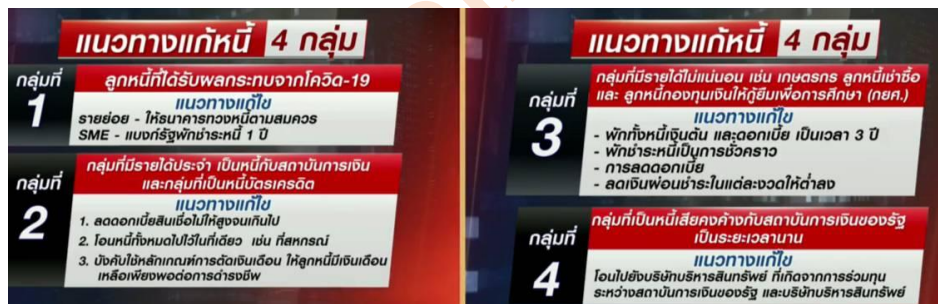 แนวทางแก้หนี้ 4 กลุ่ม
กลุ่มที่ 1
ลูกหนี้ที่ได้รับผลกระทบจากโควิด-19
แนวทางแก้ไข
รายย่อย - ให้ธนาคารทวงหนี้ตามสมควร
SME - แบงก์รัฐพักชำระหนี้ 1 ปี
กลุ่มที่ 2
กลุ่มที่มีรายได้ประจำ เป็นหนี้กับสถาบันการเงิน
และกลุ่มที่เป็นหนี้บัตรเครดิต
แนวทางแก้ไข
1. ลดดอกเบี้ยสินเชื่อไม่ให้สูงจนเกินไป
2. โอนหนี้ทั้งหมดไปไว้ในที่เดียว เช่น ที่สหกรณ์
3. บังคับใช้หลักเกณฑ์การตัดเงินเดือน ให้ลูกหนี้มีเงินเดือน
เหลือเพียงพอต่อการดำรงชีพ
แนวทางแก้หนี้ 4 กลุ่ม
กลุ่มที่ 3
กลุ่มที่มีรายได้ไม่แน่นอน เช่น เกษตรกร ลูกหนี้เช่าซื้อ
และ ลูกหนี้กองทุนเงินให้กู้ยืมเพื่อการศึกษา (กยศ.)
แนวทางแก้ไข
- พักทั้งหนี้เงินต้น และดอกเบี้ย เป็นเวลา 3 ปี
- พักชำระหนี้เป็นการชั่วคราว
- การลดดอกเบี้ย
- ลดเงินผ่อนชำระในแต่ละงวดให้ต่ำลง
กลุ่มที่ 4
กลุ่มที่เป็นหนี้เสียคงค้างกับสถาบันการเงินของรัฐ
เป็นระยะเวลานาน
แนวทางแก้ไข
โอนไปยังบริษัทบริหารสินทรัพย์ ที่เกิดจากการร่วมทุน
ระหว่างสถาบันการเงินของรัฐ และบริษัทบริหารสินทรัพย์